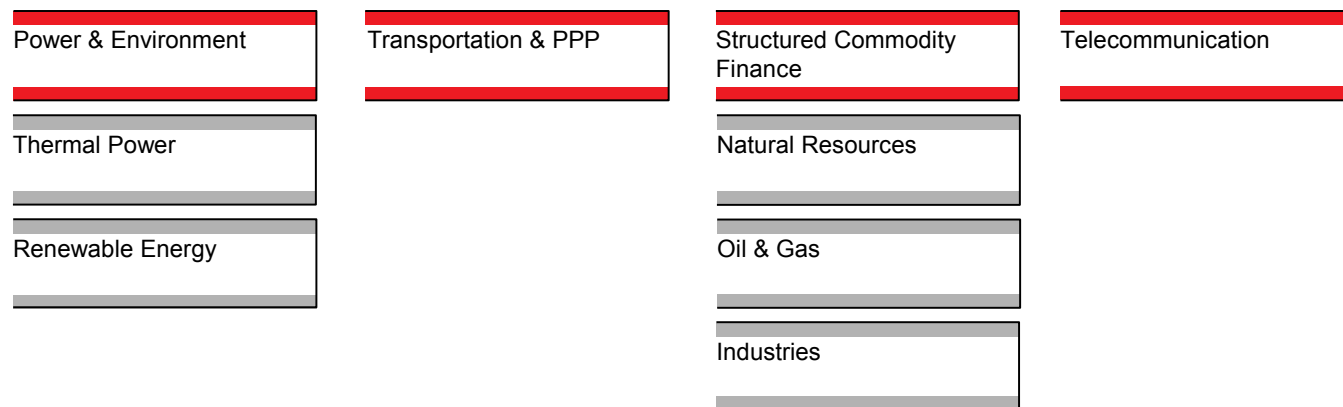 Power & Environment
Transportation & PPP
Structured Commodity
Finance
Telecommunication
Thermal Power
Natural Resources
Renewable Energy
Oil & Gas
Industries